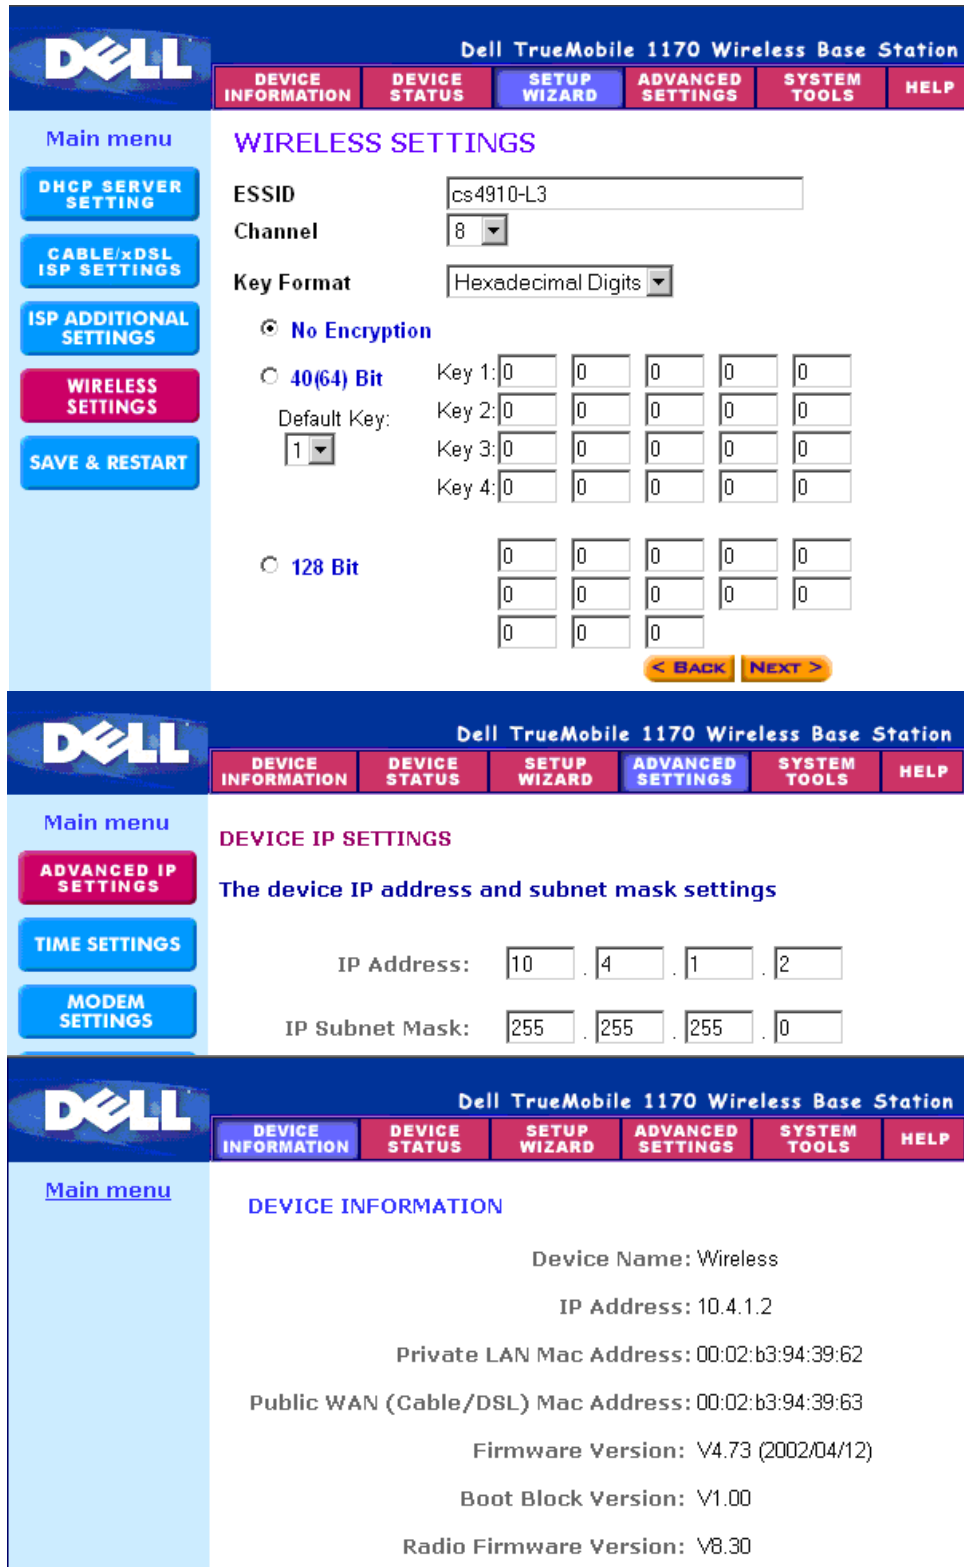 DELL
Dell TrueMobile 1170 Wireless Base Station
DEVICE INFORMATION DEVICE STATUS SETUP WIZARD ADVANCED SETTINGS SYSTEM TOOLS HELP
Main menu
DHCP SERVER SETTING
CABLE/xDSL ISP SETTINGS
ISP ADDITIONAL SETTINGS
WIRELESS SETTINGS
SAVE & RESTART
WIRELESS SETTINGS
ESSID cs4910-L3
Channel 8
Key Format Hexadecimal Digits
No Encryption
40(64) Bit
Default Key:
1
Key 1: 0 0 0 0 0
Key 2: 0 0 0 0 0
Key 3: 0 0 0 0 0
Key 4: 0 0 0 0 0
128 Bit
0 0 0 0 0
0 0 0 0 0
0 0 0
< BACK NEXT >
DELL
Dell TrueMobile 1170 Wireless Base Station
DEVICE INFORMATION DEVICE STATUS SETUP WIZARD ADVANCED SETTINGS SYSTEM TOOLS HELP
Main menu
ADVANCED IP SETTINGS
TIME SETTINGS
MODEM SETTINGS
DEVICE IP SETTINGS
The device IP address and subnet mask settings
IP Address: 10 . 4 . 1 . 2
IP Subnet Mask: 255 . 255 . 255 . 0
DELL
Dell TrueMobile 1170 Wireless Base Station
DEVICE INFORMATION DEVICE STATUS SETUP WIZARD ADVANCED SETTINGS SYSTEM TOOLS HELP
Main menu
DEVICE INFORMATION
Device Name: Wireless
IP Address: 10.4.1.2
Private LAN Mac Address: 00:02:b3:94:39:62
Public WAN (Cable/DSL) Mac Address: 00:02:b3:94:39:63
Firmware Version: V4.73 (2002/04/12)
Boot Block Version: V1.00
Radio Firmware Version: V8.30